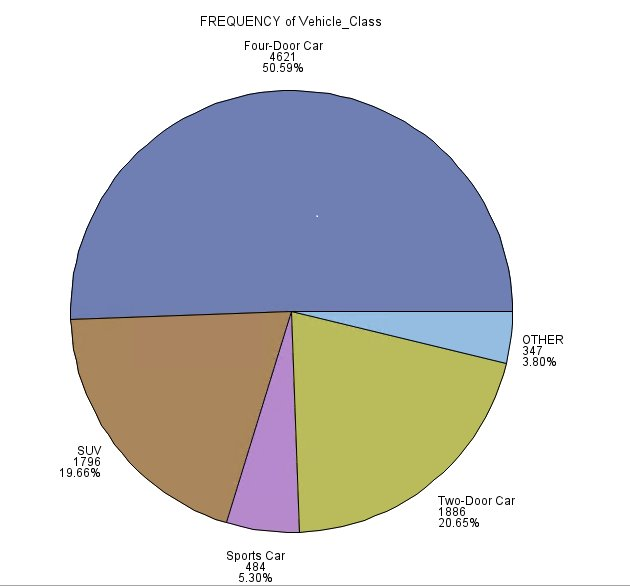 FREQUENCY of Vehicle_Class
Four-Door Car
4621
50.59%
OTHER
347
3.80%
SUV
1796
19.66%
Two-Door Car
1886
20.65%
Sports Car
484
5.30%